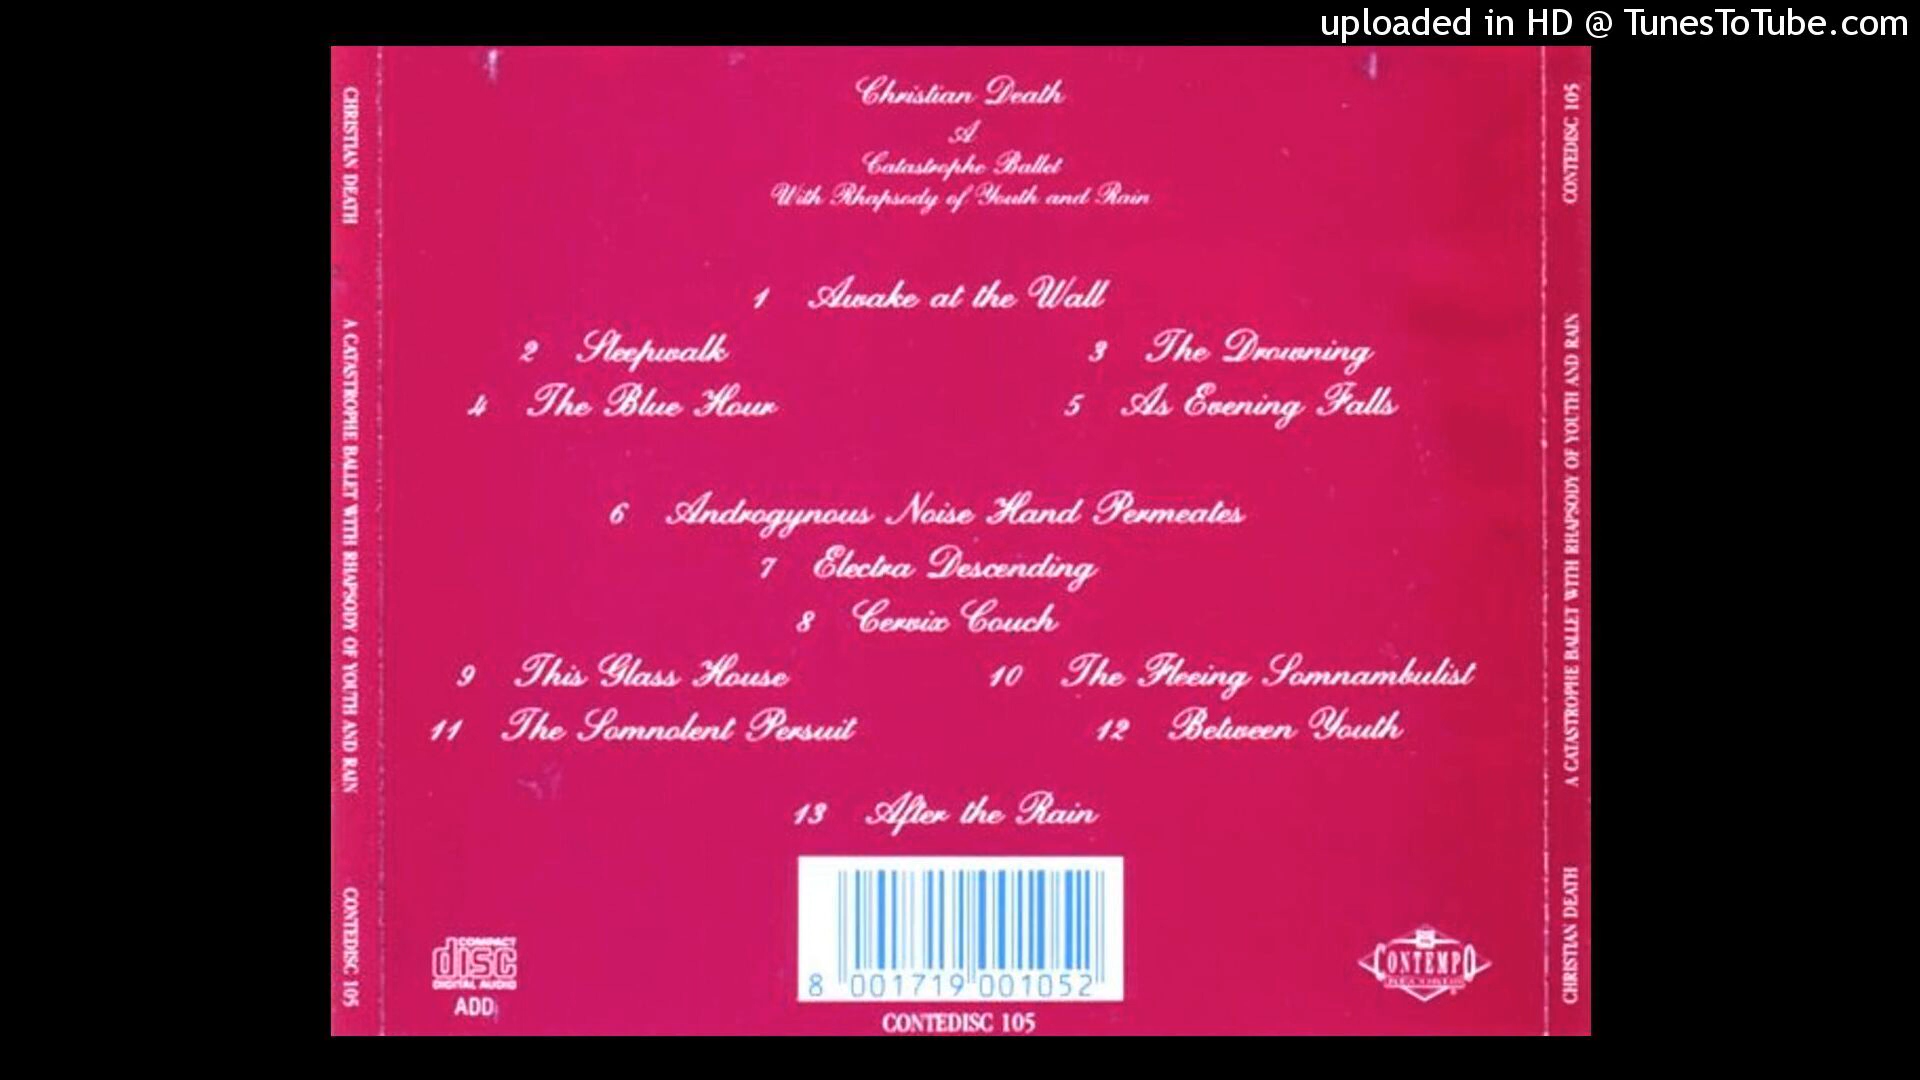 uploaded in HD @ TunesToTube.com
Christian Death
A
Catastrophe Ballet
With Rhapsody of Youth and Rain
1 Awake at the Wall
2 Sleepwalk 3 The Drowning
4 The Blue Hour 5 As Evening Falls
6 Androgynous Noise Hand Permeates
7 Electra Descending
8 Cervix Couch
9 This Glass House 10 The Fleeing Somnambulist
11 The Somnolent Persuit 12 Between Youth
13 After the Rain
COMPACT
disc
DIGITAL AUDIO
ADD
8 001719 001052
CONTEDISC 105
CONTEMPO
RECORDS
CHRISTIAN DEATH A CATASTROPHE BALLET WITH RHAPSODY OF YOUTH AND RAIN CONTEDISC 105
CHRISTIAN DEATH A CATASTROPHE BALLET WITH RHAPSODY OF YOUTH AND RAIN CONTEDISC 105